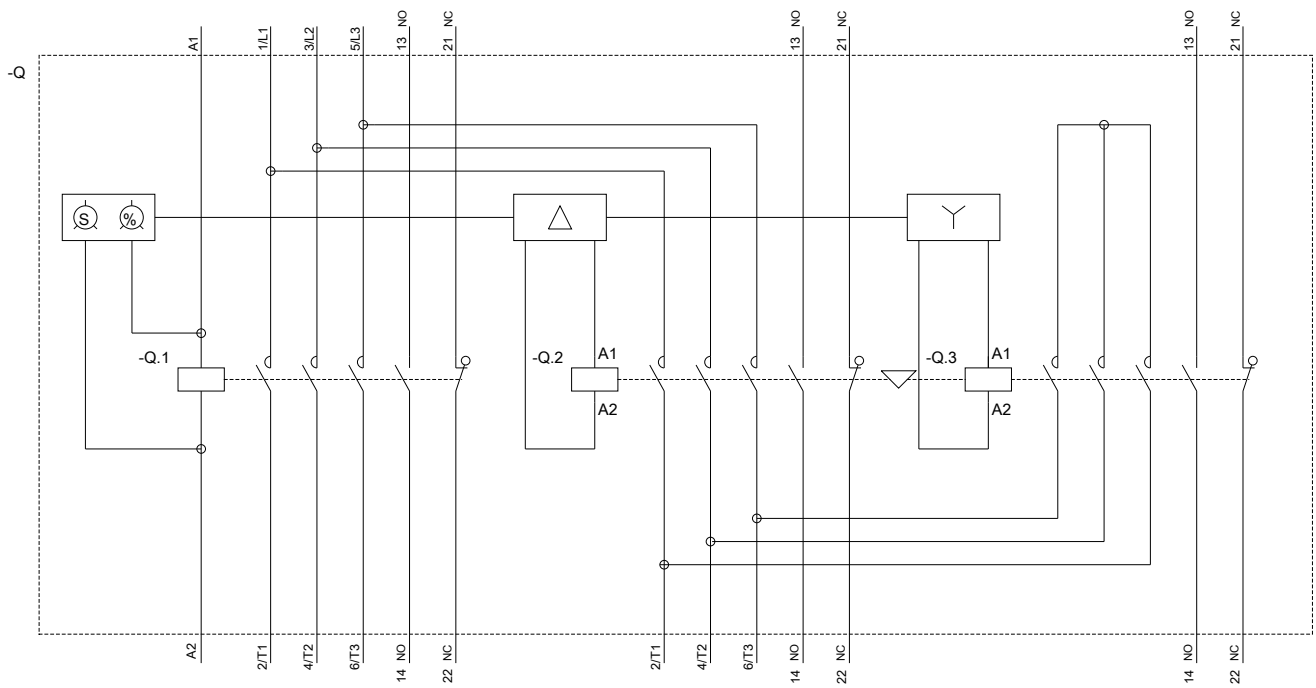 A1
1/L1
3/L2
5/L3
13 NO
21 NC
13 NO
21 NC
13 NO
21 NC
-Q
S
%
-Q.1
-Q.2
A1
A2
-Q.3
A1
A2
A2
2/T1
4/T2
6/T3
14 NO
22 NC
2/T1
4/T2
6/T3
14 NO
22 NC
14 NO
22 NC